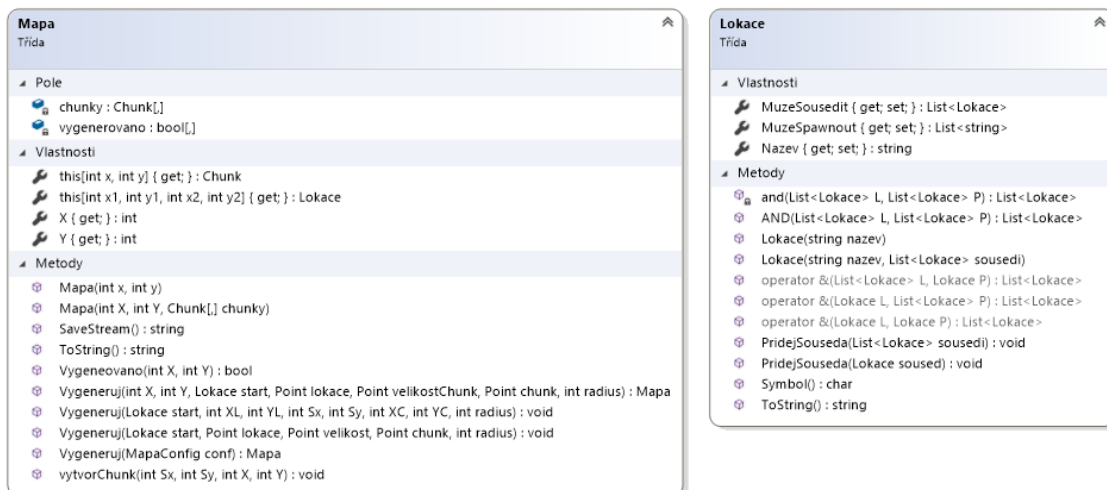 Mapa
Třída
Pole
chunky : Chunk[,]
vygenerovano : bool[,]
Vlastnosti
this[int x, int y] { get; } : Chunk
this[int x1, int y1, int x2, int y2] { get; } : Lokace
X { get; } : int
Y { get; } : int
Metody
Mapa(int x, int y)
Mapa(int X, int Y, Chunk[,] chunky)
SaveStream() : string
ToString() : string
Vygeneovano(int X, int Y) : bool
Vygeneruj(int X, int Y, Lokace start, Point lokace, Point velikostChunk, Point chunk, int radius) : Mapa
Vygeneruj(Lokace start, int XL, int YL, int Sx, int Sy, int XC, int YC, int radius) : void
Vygeneruj(Lokace start, Point lokace, Point velikost, Point chunk, int radius) : void
Vygeneruj(MapaConfig conf) : Mapa
vytvorChunk(int Sx, int Sy, int X, int Y) : void
Lokace
Třída
Vlastnosti
MuzeSousedit { get; set; } : List<Lokace>
MuzeSpawnout { get; set; } : List<string>
Nazev { get; set; } : string
Metody
and(List<Lokace> L, List<Lokace> P) : List<Lokace>
AND(List<Lokace> L, List<Lokace> P) : List<Lokace>
Lokace(string nazev)
Lokace(string nazev, List<Lokace> sousedi)
operator &(List<Lokace> L, Lokace P) : List<Lokace>
operator &(Lokace L, List<Lokace> P) : List<Lokace>
operator &(Lokace L, Lokace P) : List<Lokace>
PridejSouseda(List<Lokace> sousedi) : void
PridejSouseda(Lokace soused) : void
Symbol() : char
ToString() : string